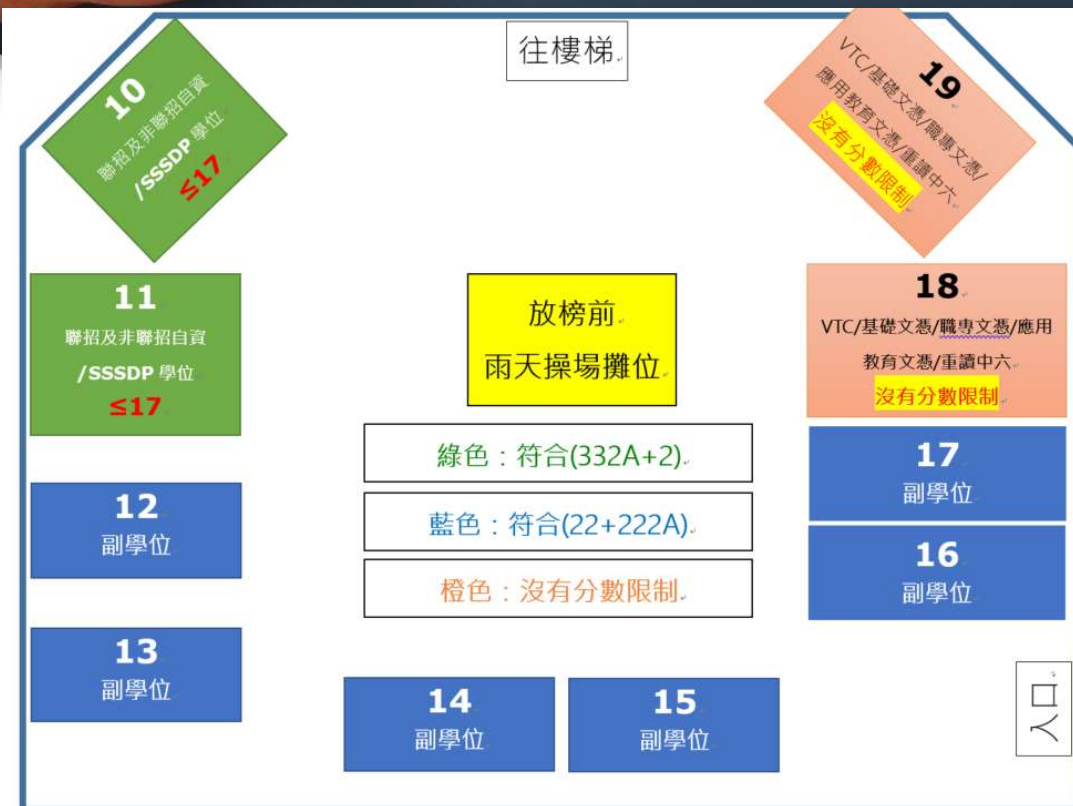 往樓梯
10
聯招及非聯招自資
/SSSDP 學位
≤17
19
VTC/基礎文憑/職專文憑/
應用教育文憑/重讀中六
沒有分數限制
11
聯招及非聯招自資
/SSSDP 學位
≤17
放榜前
雨天操場攤位
18
VTC/基礎文憑/職專文憑/應用
教育文憑/重讀中六
沒有分數限制
綠色：符合(332A+2)
藍色：符合(22+222A)
橙色：沒有分數限制
12
副學位
17
副學位
16
副學位
13
副學位
14
副學位
15
副學位
入口